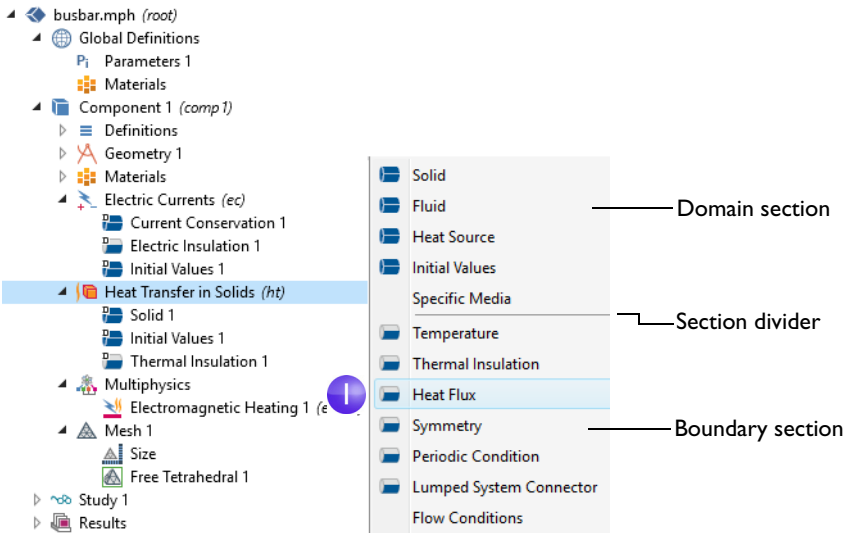 busbar.mph (root)
Global Definitions
Pi Parameters 1
Materials
Component 1 (comp1)
Definitions
Geometry 1
Materials
Electric Currents (ec)
D Current Conservation 1
D Electric Insulation 1
D Initial Values 1
Heat Transfer in Solids (ht)
D Solid 1
D Initial Values 1
D Thermal Insulation 1
Multiphysics
Electromagnetic Heating 1 (e
Mesh 1
Size
Free Tetrahedral 1
Study 1
Results
1
Solid
Fluid
Heat Source
Initial Values
Specific Media
Temperature
Thermal Insulation
Heat Flux
Symmetry
Periodic Condition
Lumped System Connector
Flow Conditions
Domain section
Section divider
Boundary section